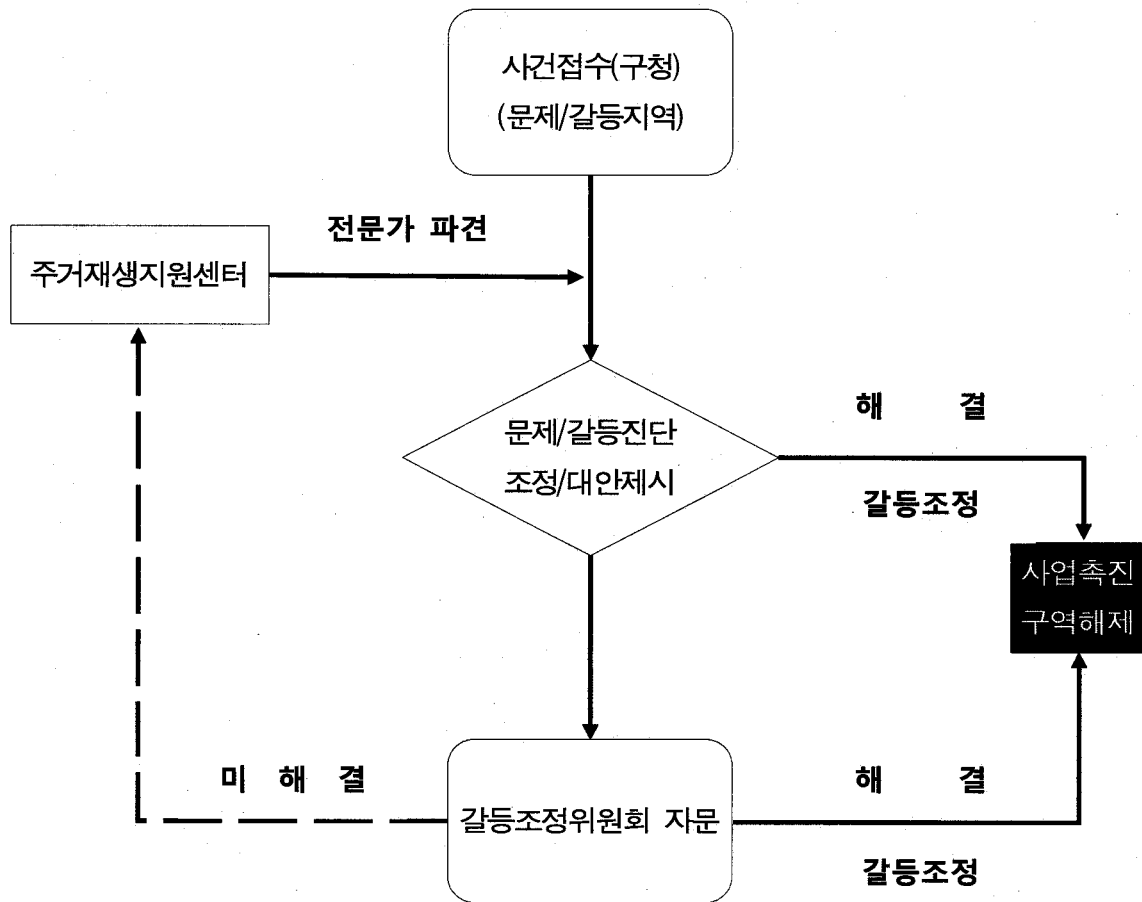 사건접수(구청)
(문제/갈등지역)
전문가 파견
주거재생지원센터
문제/갈등진단
조정/대안제시
해 결
갈등조정
사업촉진
구역해제
미 해 결
갈등조정위원회 자문
해 결
갈등조정